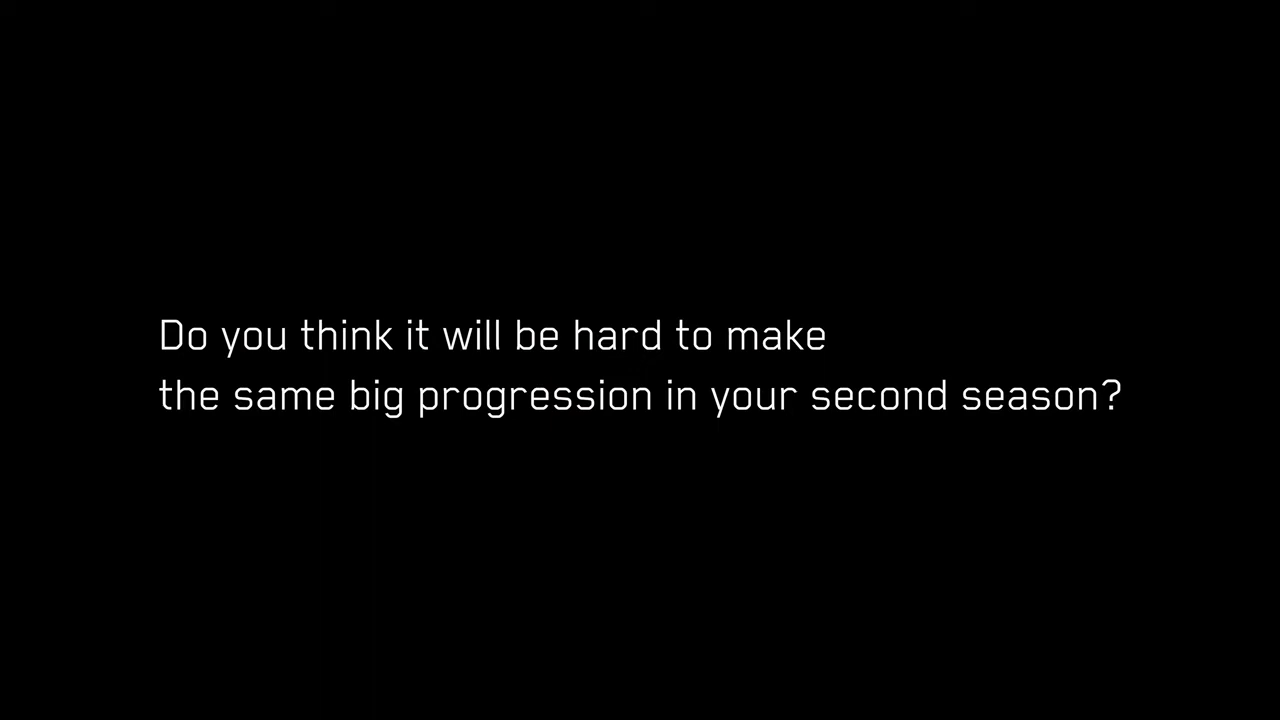 Do you think it will be hard to make
the same big progression in your second season?